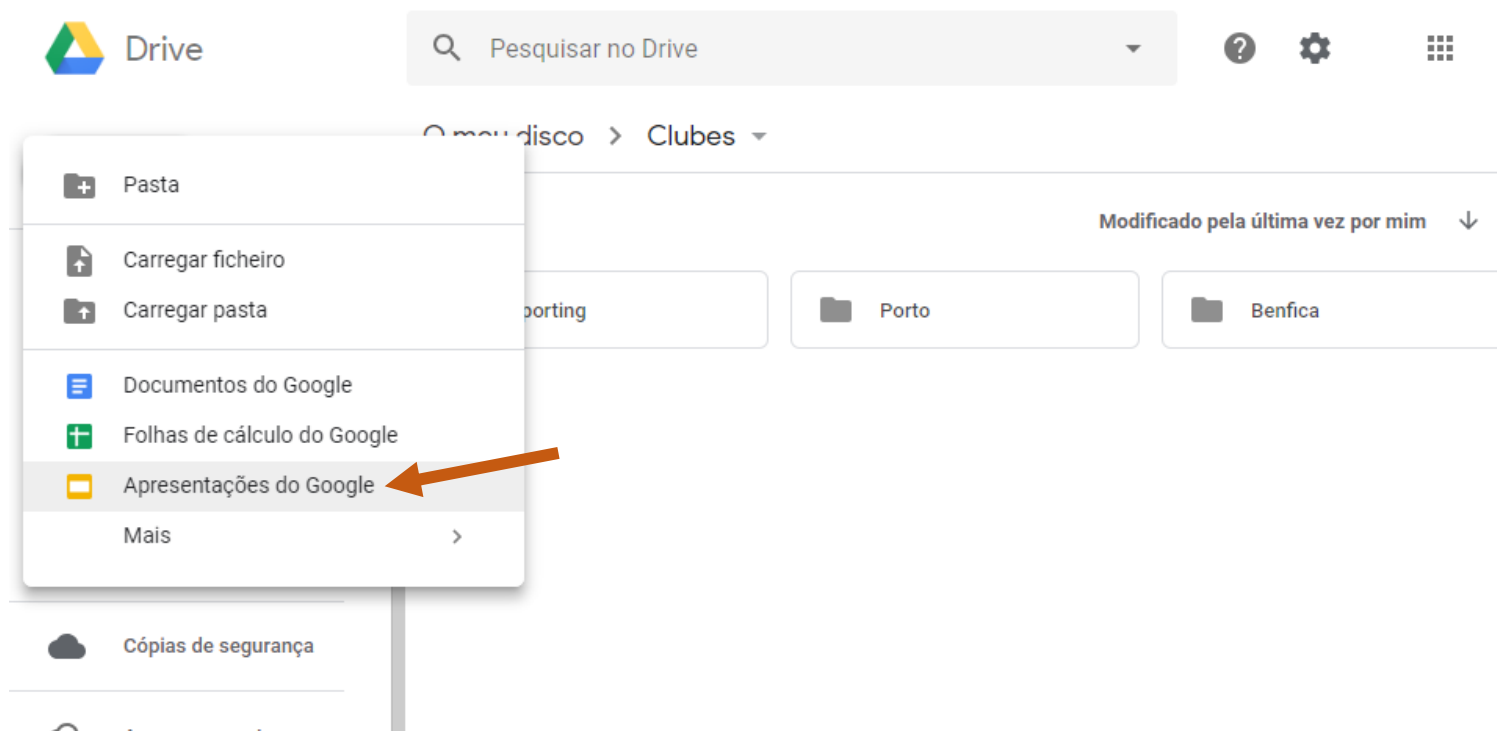 Drive
Pesquisar no Drive
O meu disco > Clubes
Pasta
Modificado pela última vez por mim
Carregar ficheiro
Carregar pasta
porting
Porto
Benfica
Documentos do Google
Folhas de cálculo do Google
Apresentações do Google
Mais
Cópias de segurança